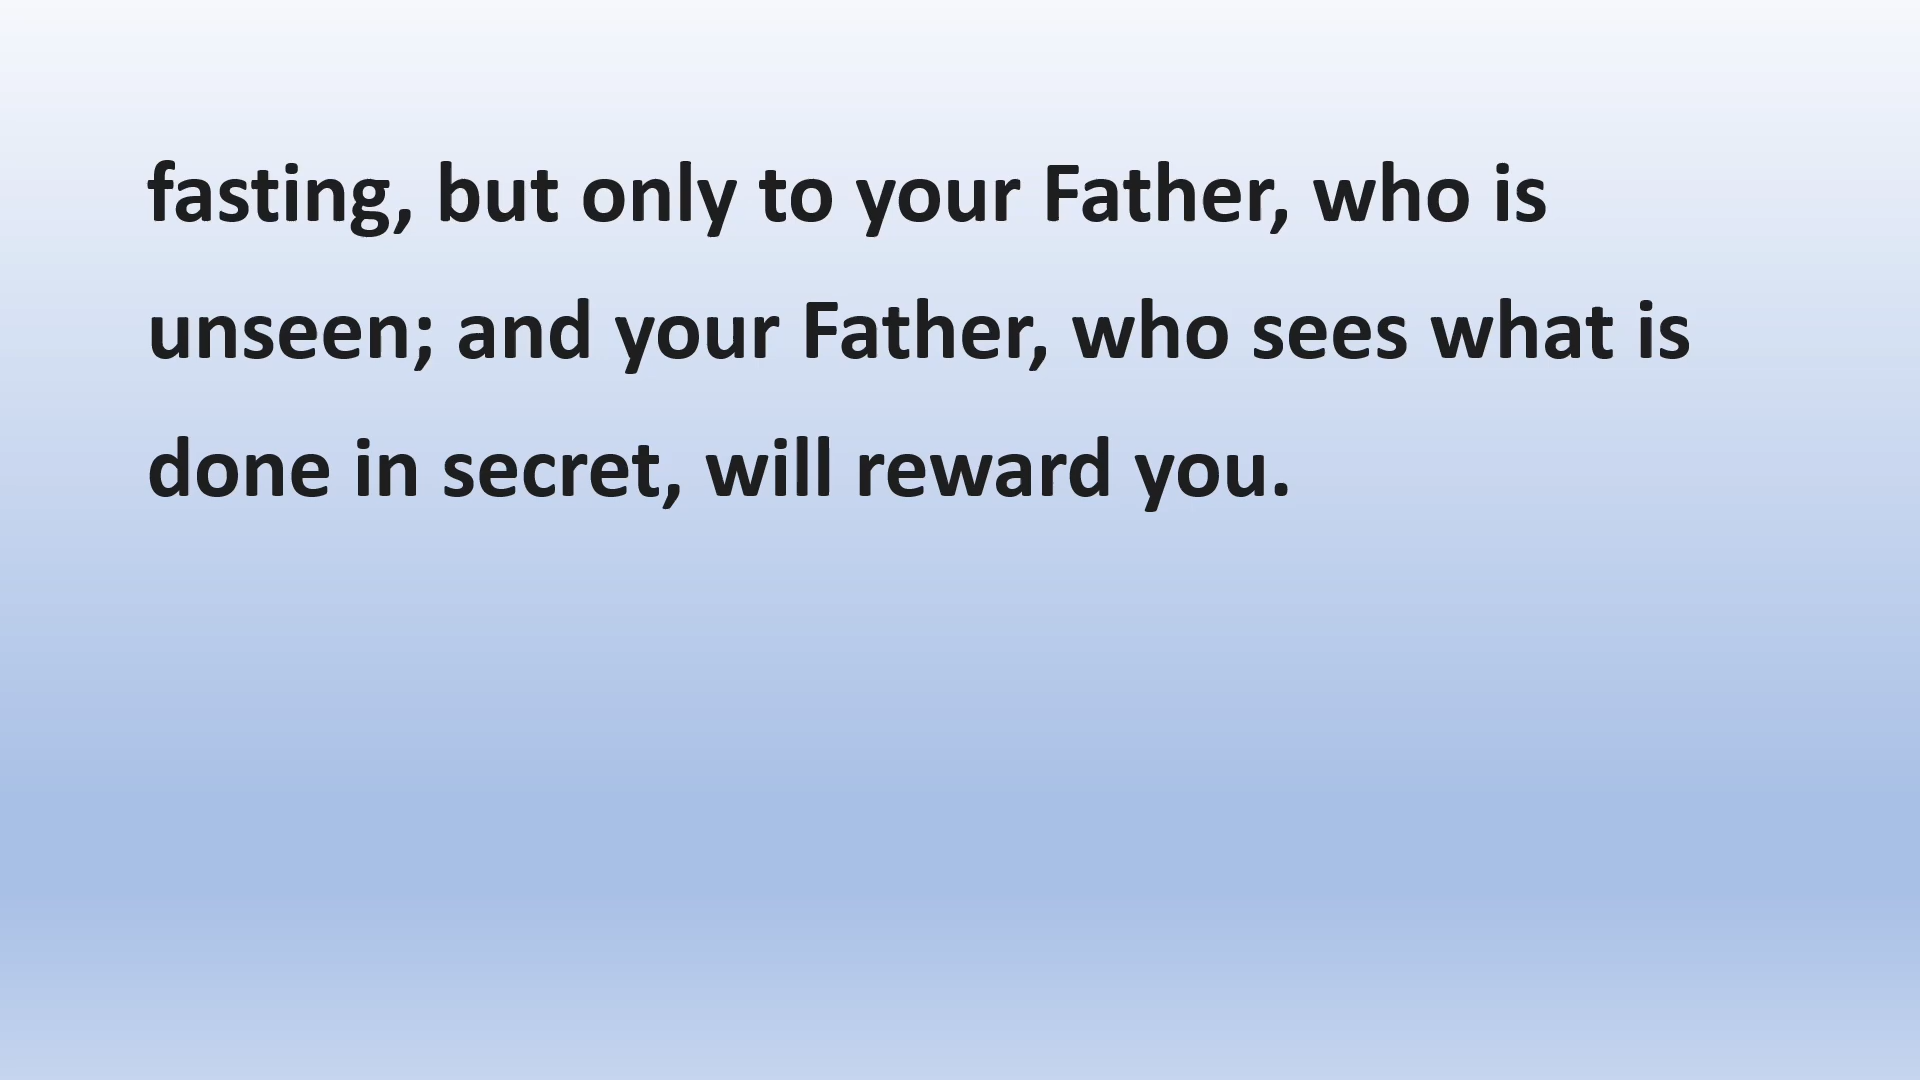 fasting, but only to your Father, who is
unseen; and your Father, who sees what is
done in secret, will reward you.